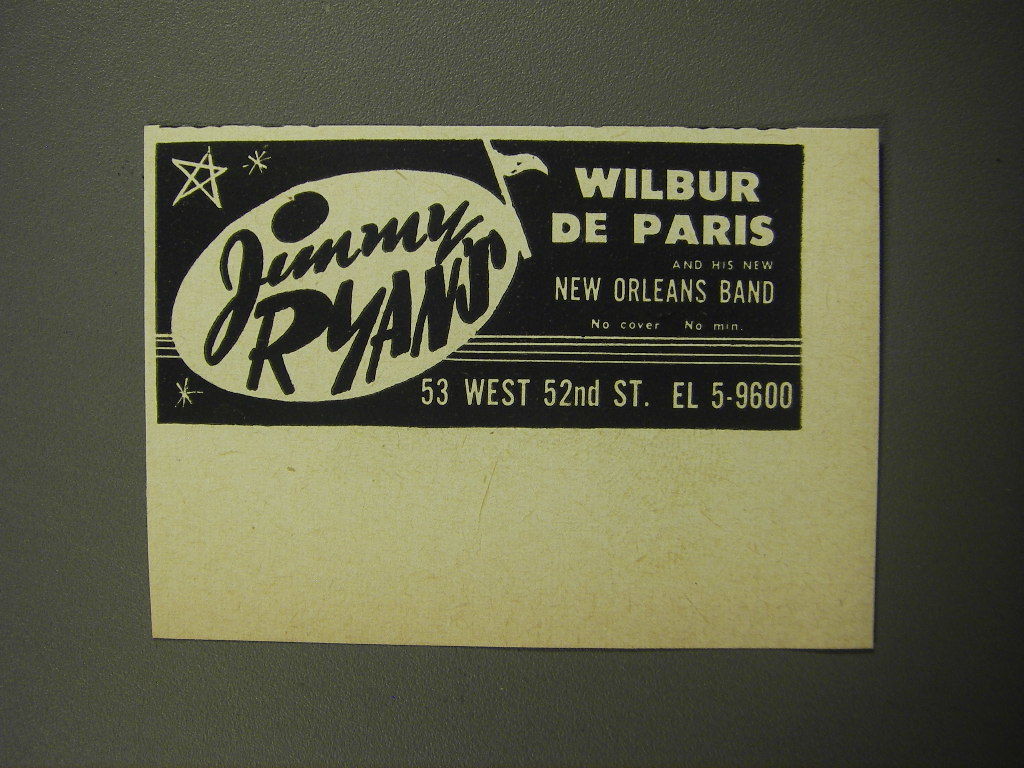 Jimmy
RYAN'S
WILBUR
DE PARIS
AND HIS NEW
NEW ORLEANS BAND
No cover No min.
53 WEST 52nd ST. EL 5-9600